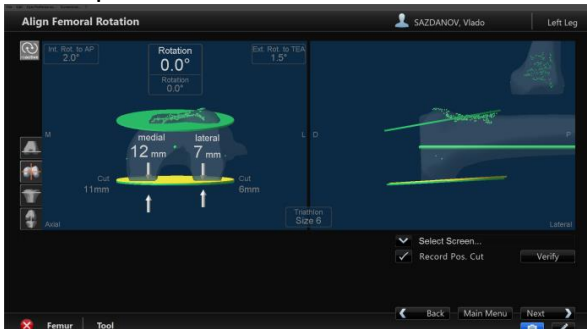 Align Femoral Rotation
SAZDANOV, Vlado
Left Leg
Int. Rot. to AP
2.0°
Rotation
0.0°
Rotation
0.0°
Ext. Rot. to TEA
1.5°
M
L
D
P
medial
12 mm
lateral
7 mm
Cut
11mm
Cut
6mm
Triathlon
Size 6
Axial
Lateral
Select Screen...
Record Pos. Cut
Verify
Back
Main Menu
Next
Femur
Tool